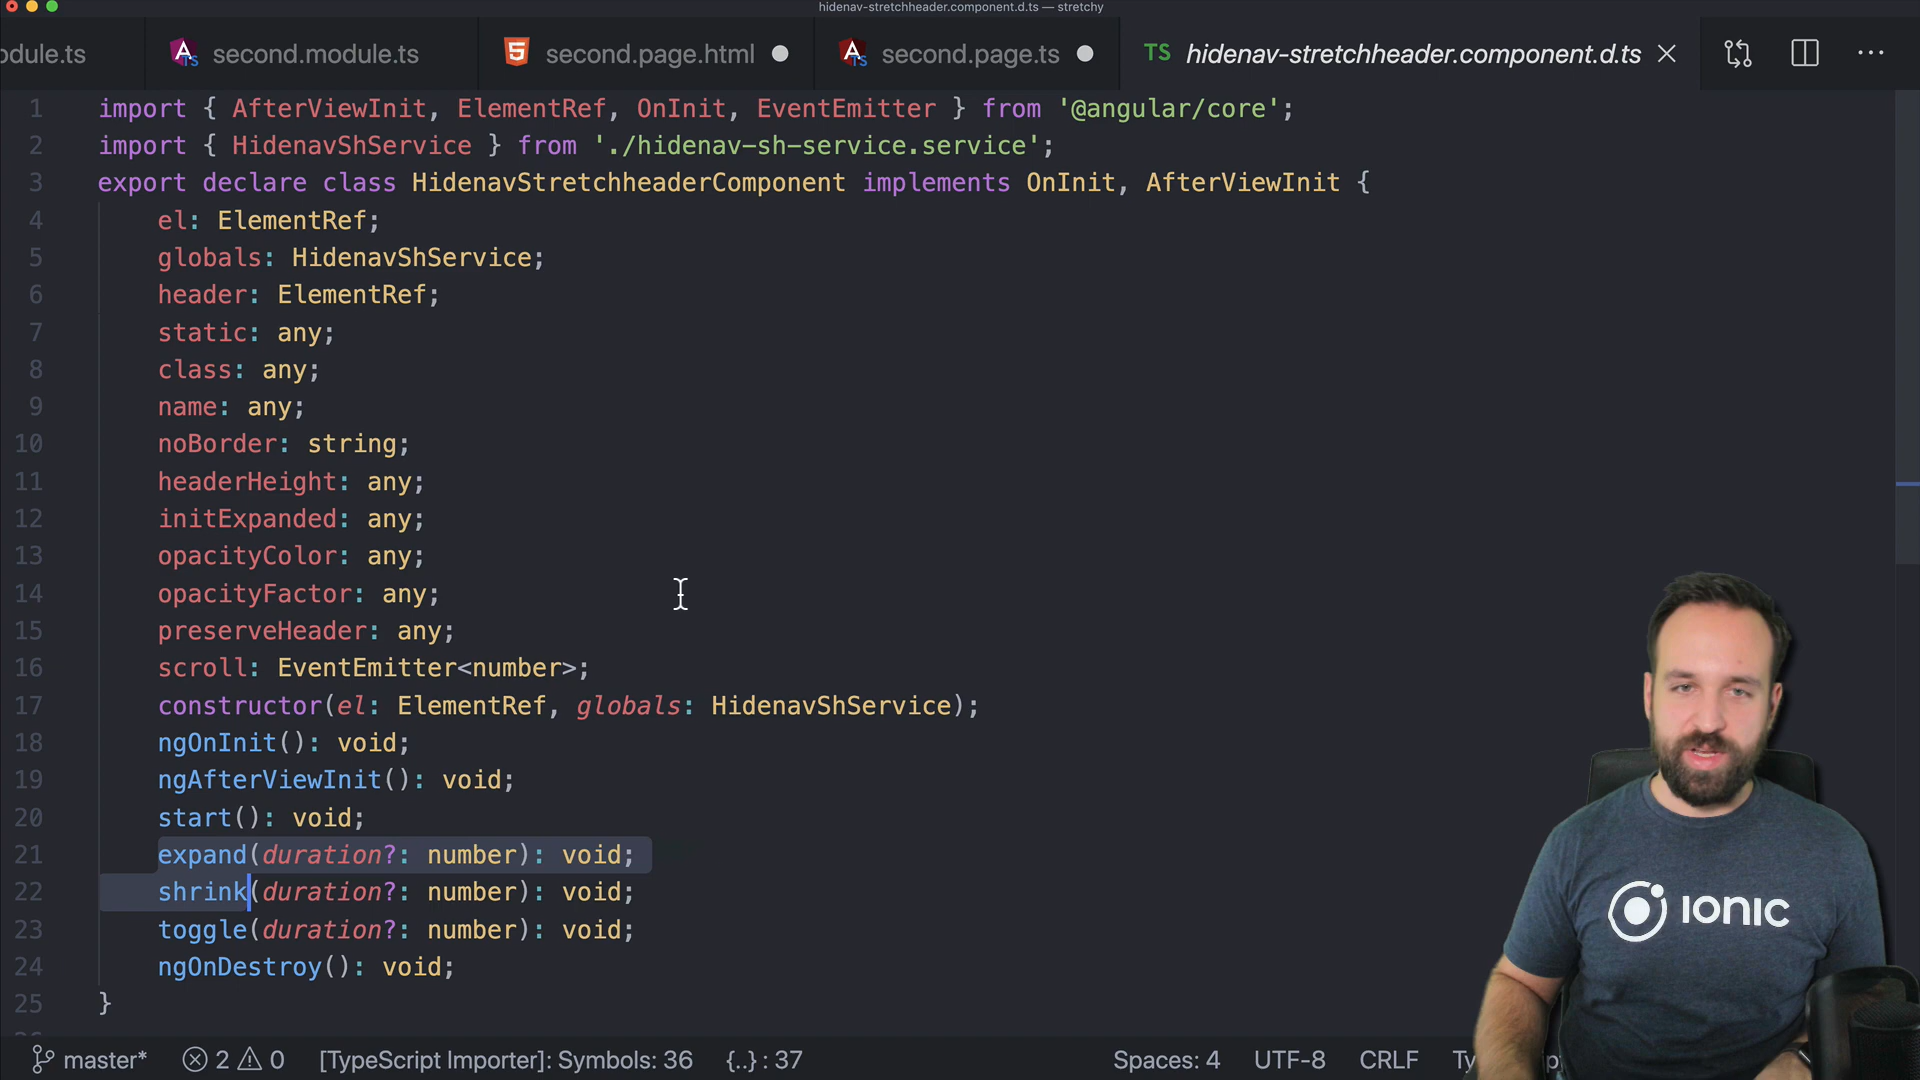 hidenav-stretchheader.component.d.ts — stretchy
odule.ts
second.module.ts
second.page.html
second.page.ts
TS hidenav-stretchheader.component.d.ts
1 import { AfterViewInit, ElementRef, OnInit, EventEmitter } from '@angular/core';
2 import { HidenavShService } from './hidenav-sh-service.service';
3 export declare class HidenavStretchheaderComponent implements OnInit, AfterViewInit {
4 el: ElementRef;
5 globals: HidenavShService;
6 header: ElementRef;
7 static: any;
8 class: any;
9 name: any;
10 noBorder: string;
11 headerHeight: any;
12 initExpanded: any;
13 opacityColor: any;
14 opacityFactor: any;
15 preserveHeader: any;
16 scroll: EventEmitter<number>;
17 constructor(el: ElementRef, globals: HidenavShService);
18 ngOnInit(): void;
19 ngAfterViewInit(): void;
20 start(): void;
21 expand(duration?: number): void;
22 shrink(duration?: number): void;
23 toggle(duration?: number): void;
24 ngOnDestroy(): void;
25 }
IONIC
master* 2 0 [TypeScript Importer]: Symbols: 36 {..} : 37 Spaces: 4 UTF-8 CRLF